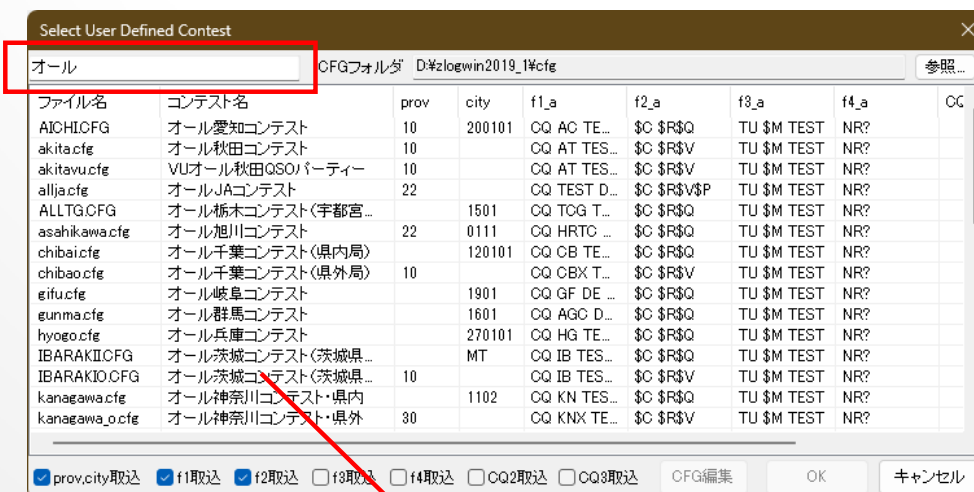 Select User Defined Contest
オール CFGフォルダ D:¥zlogwin2019_1¥cfg 参照...
ファイル名 コンテスト名 prov city f1_a f2_a f3_a f4_a CQ
AICHI.CFG オール愛知コンテスト 10 200101 CQ AC TE... $C $R$Q TU $M TEST NR?
akita.cfg オール秋田コンテスト 10 CQ AT TES... $C $R$V TU $M TEST NR?
akitavu.cfg VUオール秋田QSOパーティー 10 CQ AT TES... $C $R$V TU $M TEST NR?
allja.cfg オールJAコンテスト 22 CQ TEST D... $C $R$V$P TU $M TEST NR?
ALLTG.CFG オール栃木コンテスト(宇都宮... 1501 CQ TCG T... $C $R$Q TU $M TEST NR?
asahikawa.cfg オール旭川コンテスト 22 0111 CQ HRTC ... $C $R$Q TU $M TEST NR?
chibai.cfg オール千葉コンテスト(県内局) 120101 CQ CB TE... $C $R$Q TU $M TEST NR?
chibao.cfg オール千葉コンテスト(県外局) 10 CQ CBX T... $C $R$V TU $M TEST NR?
gifu.cfg オール岐阜コンテスト 1901 CQ GF DE ... $C $R$Q TU $M TEST NR?
gunma.cfg オール群馬コンテスト 1601 CQ AGC D... $C $R$Q TU $M TEST NR?
hyogo.cfg オール兵庫コンテスト 270101 CQ HG TE... $C $R$Q TU $M TEST NR?
IBARAKII.CFG オール茨城コンテスト(茨城県... MT CQ IB TES... $C $R$Q TU $M TEST NR?
IBARAKIO.CFG オール茨城コンテスト(茨城県... 10 CQ IB TES... $C $R$V TU $M TEST NR?
kanagawa.cfg オール神奈川コンテスト・県内 1102 CQ KN TES... $C $R$Q TU $M TEST NR?
kanagawa_o.cfg オール神奈川コンテスト・県外 30 CQ KNX TE... $C $R$V TU $M TEST NR?
prov,city取込 f1取込 f2取込 f3取込 f4取込 CQ2取込 CQ3取込 CFG編集 OK キャンセル